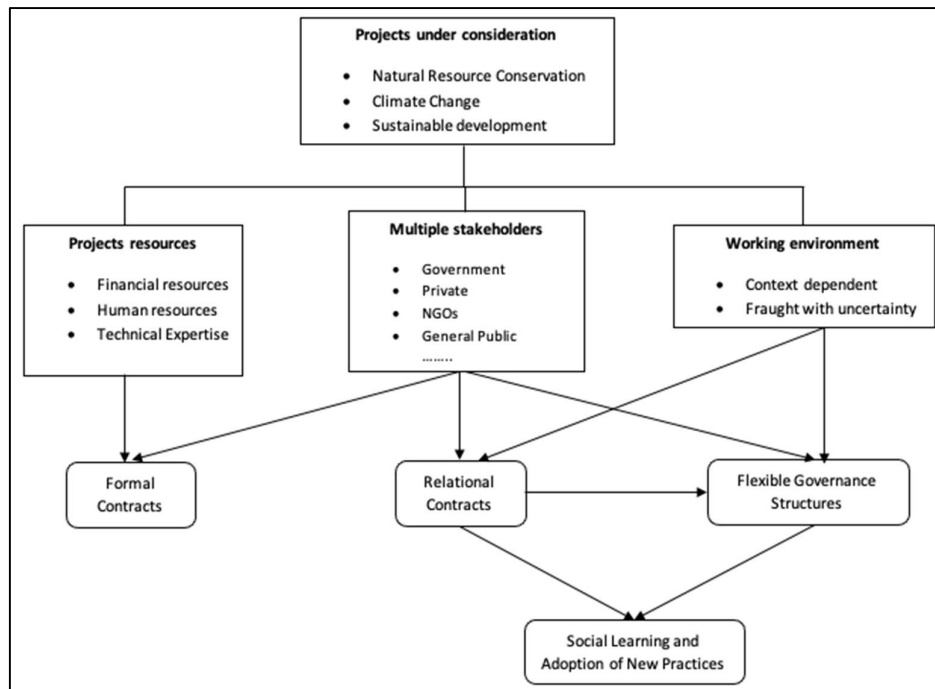 Projects under consideration
• Natural Resource Conservation
• Climate Change
• Sustainable development
Projects resources
• Financial resources
• Human resources
• Technical Expertise
Multiple stakeholders
• Government
• Private
• NGOs
• General Public
........
Working environment
• Context dependent
• Fraught with uncertainty
Formal
Contracts
Relational
Contracts
Flexible Governance
Structures
Social Learning and
Adoption of New Practices